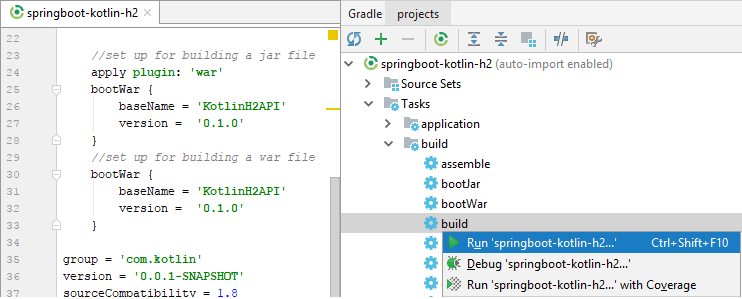 springboot-kotlin-h2
22
23 //set up for building a jar file
24 apply plugin: 'war'
25 bootWar {
26 baseName = 'KotlinH2API'
27 version = '0.1.0'
28 }
29 //set up for building a war file
30 bootWar {
31 baseName = 'KotlinH2API'
32 version = '0.1.0'
33 }
34
35 group = 'com.kotlin'
36 version = '0.0.1-SNAPSHOT'
37 sourceCompatibility = 1.8
Gradle projects
springboot-kotlin-h2 (auto-import enabled)
Source Sets
Tasks
application
build
assemble
bootJar
bootWar
build
Run 'springboot-kotlin-h2...' Ctrl+Shift+F10
Debug 'springboot-kotlin-h2...'
Run 'springboot-kotlin-h2...' with Coverage